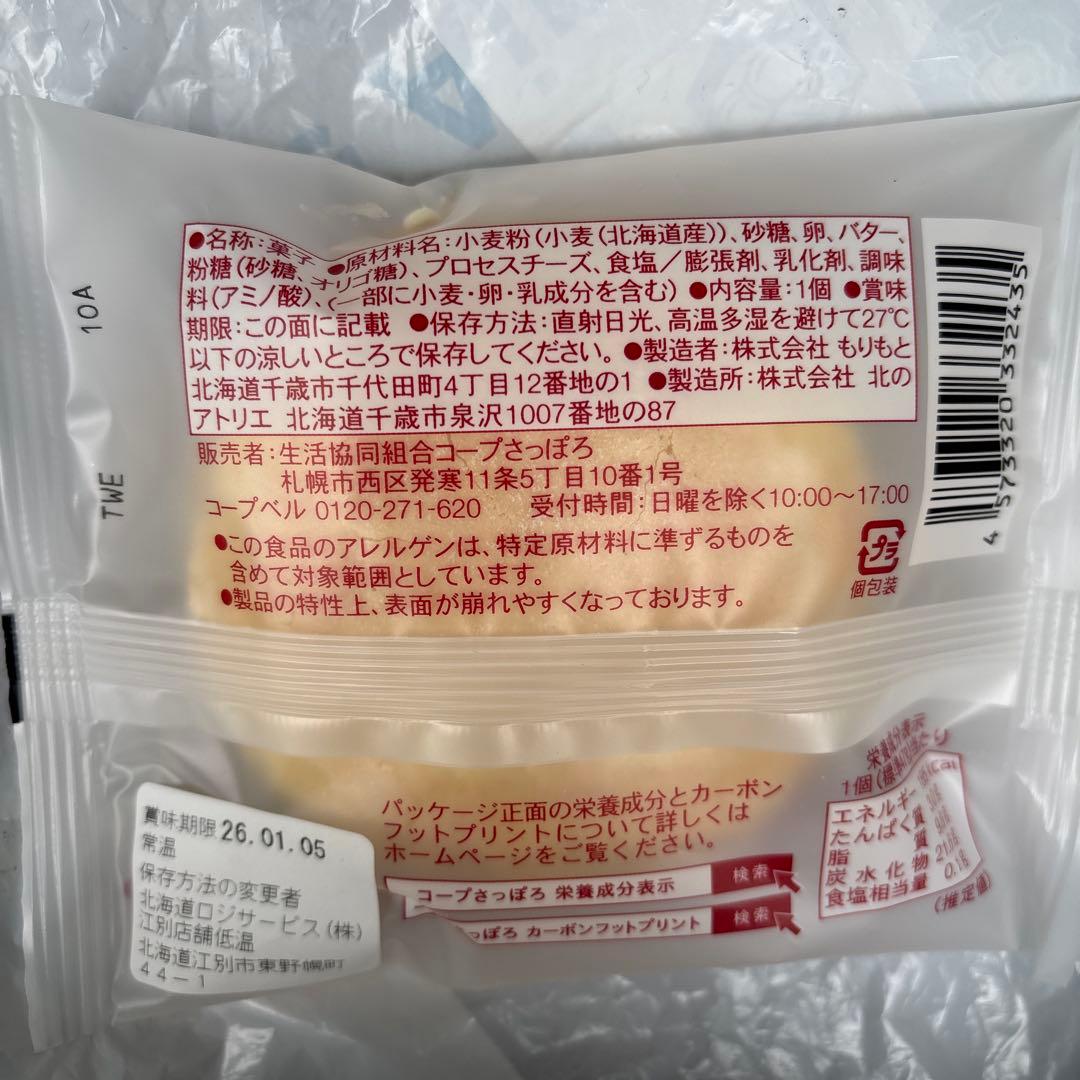 ●名称:菓子 ●原材料名:小麦粉(小麦(北海道産))、砂糖、卵、バター、
粉糖(砂糖、オリゴ糖)、プロセスチーズ、食塩/膨張剤、乳化剤、調味
料(アミノ酸)、(一部に小麦・卵・乳成分を含む) ●内容量:1個 ●賞味
期限:この面に記載 ●保存方法:直射日光、高温多湿を避けて27℃
以下の涼しいところで保存してください。 ●製造者:株式会社 もりもと
北海道千歳市千代田町4丁目12番地の1 ●製造所:株式会社 北の
アトリエ 北海道千歳市泉沢1007番地の87
販売者:生活協同組合コープさっぽろ
札幌市西区発寒11条5丁目10番1号
コープベル 0120-271-620 受付時間:日曜を除く10:00~17:00
●この食品のアレルゲンは、特定原材料に準ずるものを
含めて対象範囲としています。
●製品の特性上、表面が崩れやすくなっております。
プラ
個包装
4 573320 332435
10A
TWE
パッケージ正面の栄養成分とカーボン
フットプリントについて詳しくは
ホームページをご覧ください。
コープさっぽろ 栄養成分表示 検索
っぽろ カーボンフットプリント 検索
栄養成分表示
1個
エネルギー kcal
たんぱく質
脂質
炭水化物
食塩相当量 0.1g
(推定値)
賞味期限 26.01.05
常温
保存方法の変更者
北海道ロジサービス(株)
江別店舗低温
北海道江別市東野幌町
44-1